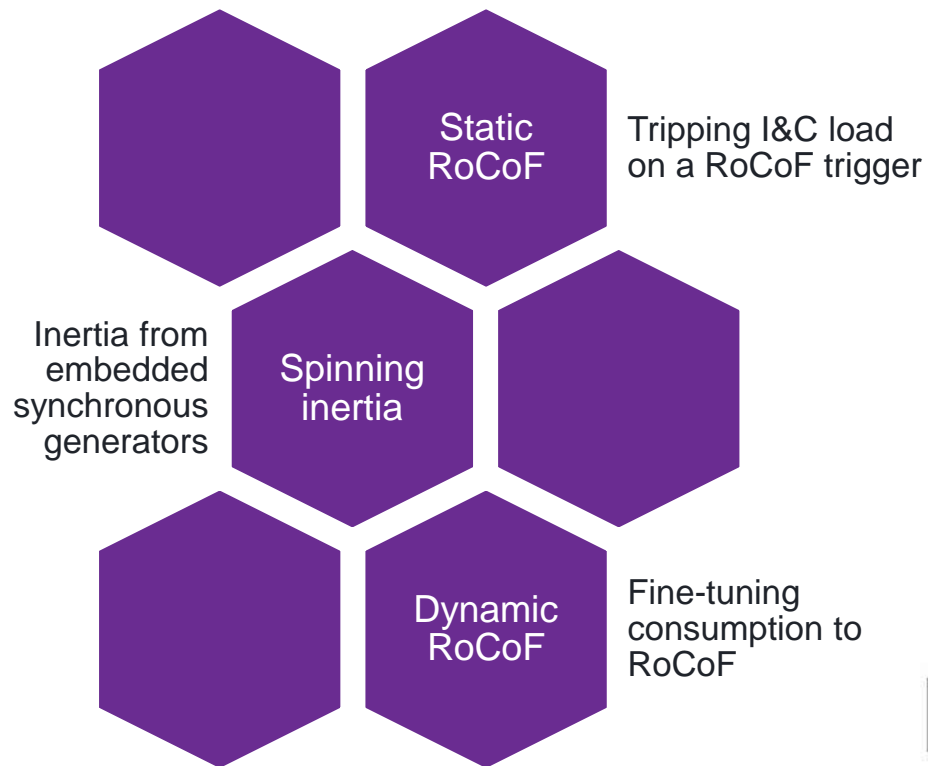 Static
RoCoF
Tripping I&C load
on a RoCoF trigger
Inertia from
embedded
synchronous
generators
Spinning
inertia
Dynamic
RoCoF
Fine-tuning
consumption to
RoCoF